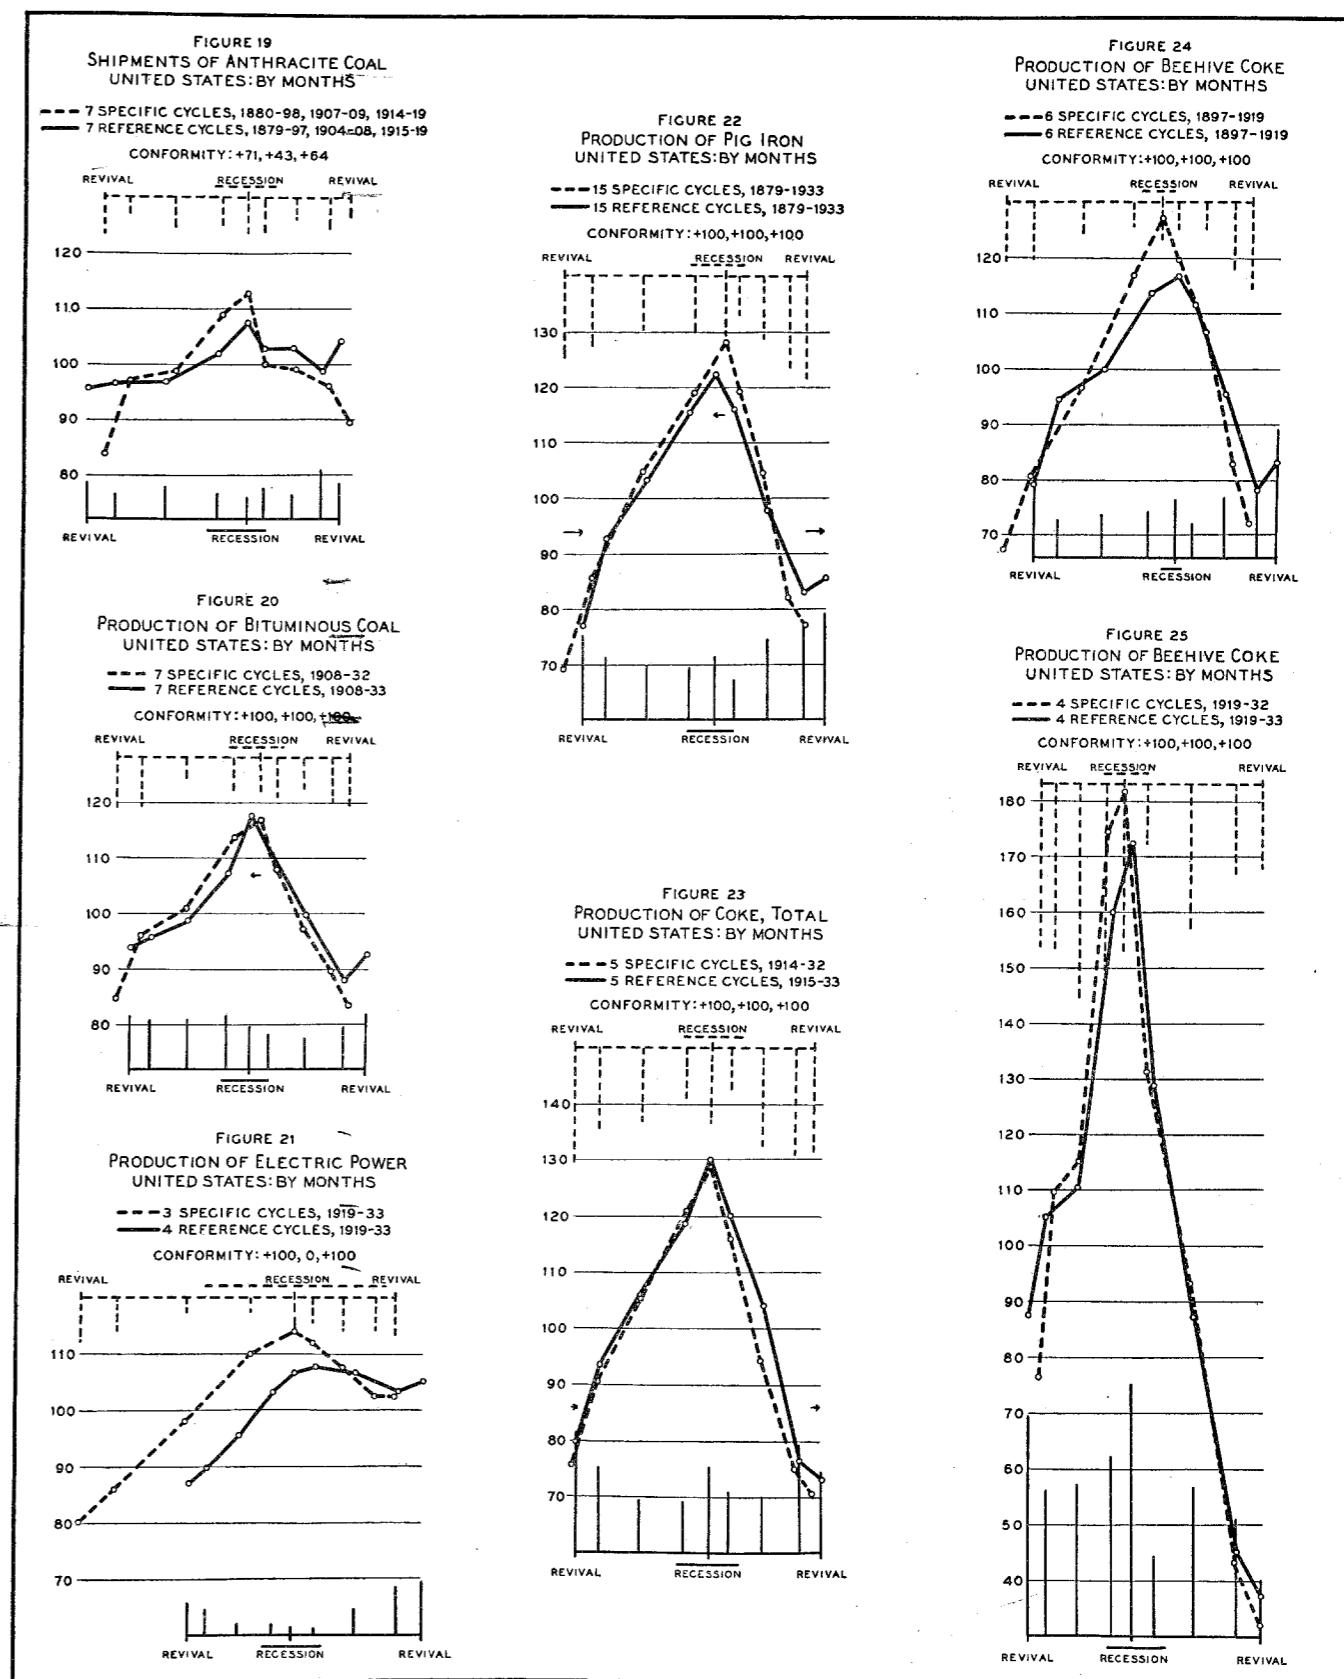 FIGURE 19
SHIPMENTS OF ANTHRACITE COAL
UNITED STATES: BY MONTHS
7 SPECIFIC CYCLES, 1880-98, 1907-09, 1914-19
7 REFERENCE CYCLES, 1879-97, 1904-08, 1915-19
CONFORMITY: +71, +43, +64
REVIVAL RECESSION REVIVAL
120
110
100
90
80
REVIVAL RECESSION REVIVAL
FIGURE 20
PRODUCTION OF BITUMINOUS COAL
UNITED STATES: BY MONTHS
7 SPECIFIC CYCLES, 1908-32
7 REFERENCE CYCLES, 1908-33
CONFORMITY: +100, +100, +100
REVIVAL RECESSION REVIVAL
120
110
100
90
80
REVIVAL RECESSION REVIVAL
FIGURE 21
PRODUCTION OF ELECTRIC POWER
UNITED STATES: BY MONTHS
3 SPECIFIC CYCLES, 1919-33
4 REFERENCE CYCLES, 1919-33
CONFORMITY: +100, 0, +100
REVIVAL RECESSION REVIVAL
110
100
90
80
70
REVIVAL RECESSION REVIVAL
FIGURE 22
PRODUCTION OF PIG IRON
UNITED STATES: BY MONTHS
15 SPECIFIC CYCLES, 1879-1933
15 REFERENCE CYCLES, 1879-1933
CONFORMITY: +100, +100, +100
REVIVAL RECESSION REVIVAL
130
120
110
100
90
80
70
REVIVAL RECESSION REVIVAL
FIGURE 23
PRODUCTION OF COKE, TOTAL
UNITED STATES: BY MONTHS
5 SPECIFIC CYCLES, 1914-32
5 REFERENCE CYCLES, 1915-33
CONFORMITY: +100, +100, +100
REVIVAL RECESSION REVIVAL
140
130
120
110
100
90
80
70
REVIVAL RECESSION REVIVAL
FIGURE 24
PRODUCTION OF BEEHIVE COKE
UNITED STATES: BY MONTHS
6 SPECIFIC CYCLES, 1897-1919
6 REFERENCE CYCLES, 1897-1919
CONFORMITY: +100, +100, +100
REVIVAL RECESSION REVIVAL
120
110
100
90
80
70
REVIVAL RECESSION REVIVAL
FIGURE 25
PRODUCTION OF BEEHIVE COKE
UNITED STATES: BY MONTHS
4 SPECIFIC CYCLES, 1919-32
4 REFERENCE CYCLES, 1919-33
CONFORMITY: +100, +100, +100
REVIVAL RECESSION REVIVAL
180
170
160
150
140
130
120
110
100
90
80
70
60
50
40
REVIVAL RECESSION REVIVAL